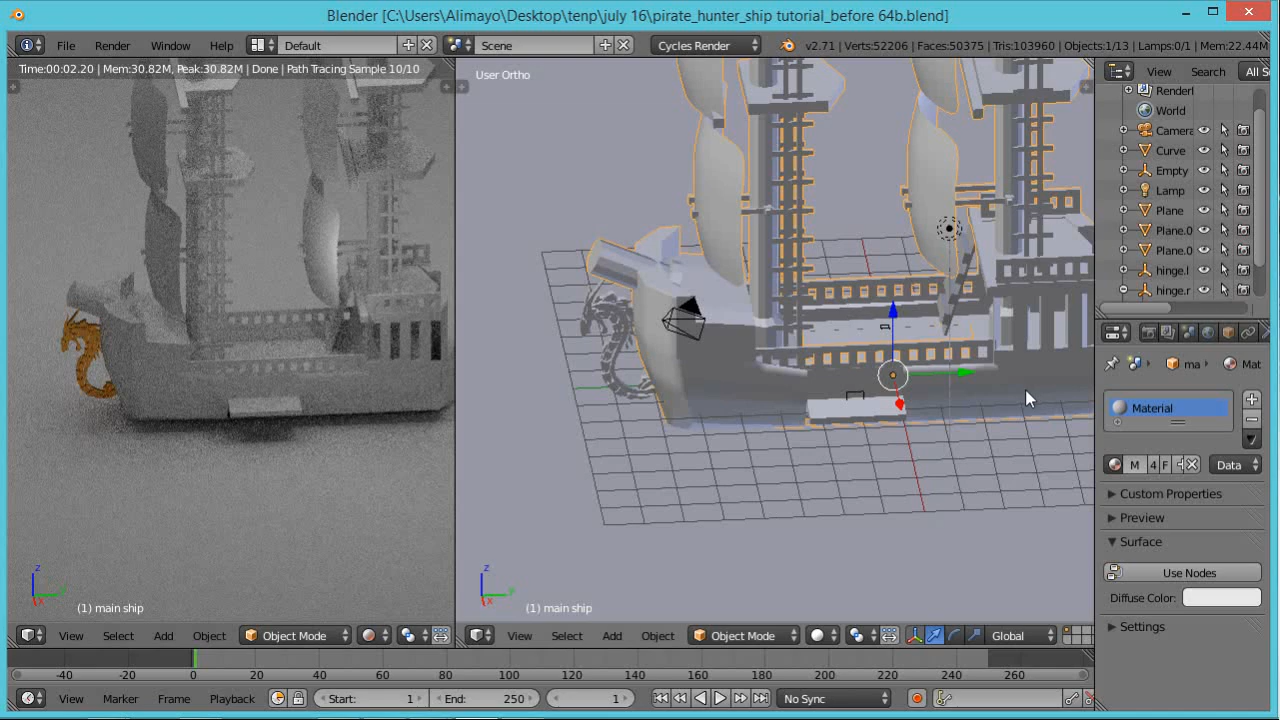 Blender [C:\Users\Alimayo\Desktop\tenp\july 16\pirate_hunter_ship tutorial_before 64b.blend]
File Render Window Help Default Scene Cycles Render v2.71 | Verts:52206 | Faces:50375 | Tris:103960 | Objects:1/13 | Lamps:0/1 | Mem:22.44M
Time:00:02.20 | Mem:30.82M, Peak:30.82M | Done | Path Tracing Sample 10/10
User Ortho
View Search All S
Renderl
World
Camera
Curve
Empty
Lamp
Plane
Plane.0
Plane.0
hinge.l
hinge.r
ma Mat
Material
M 4 F Data
Custom Properties
Preview
Surface
Use Nodes
Diffuse Color:
Settings
z
x
(1) main ship
z
y
x
(1) main ship
View Select Add Object Object Mode
View Select Add Object Object Mode Global
-40 -20 0 20 40 60 80 100 120 140 160 180 200 220 240 260
View Marker Frame Playback Start: 1 End: 250 1 No Sync